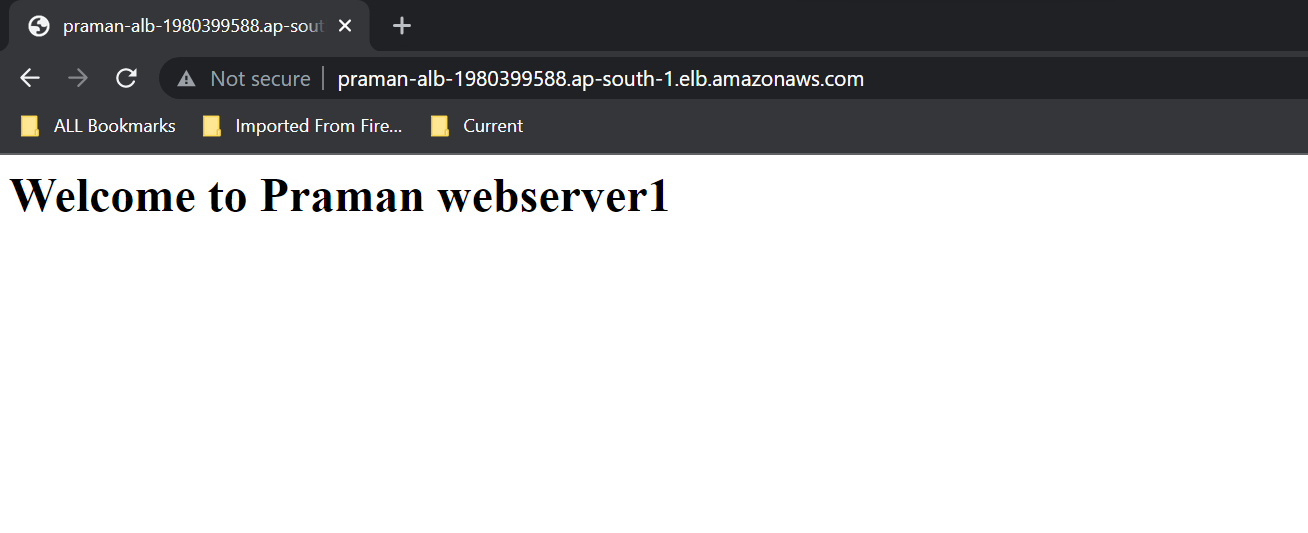 praman-alb-1980399588.ap-sout
Not secure praman-alb-1980399588.ap-south-1.elb.amazonaws.com
ALL Bookmarks Imported From Fire... Current
Welcome to Praman webserver1